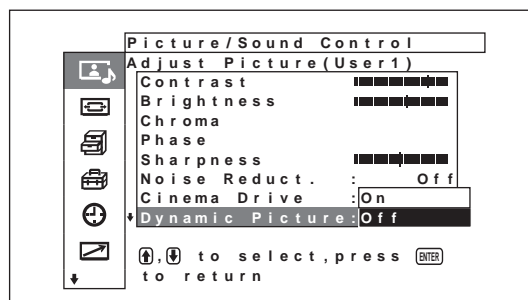 Picture/Sound Control
Adjust Picture(User1)
Contrast
Brightness
Chroma
Phase
Sharpness
Noise Reduct. : Off
Cinema Drive : On
Dynamic Picture: Off
, to select, press ENTER
to return